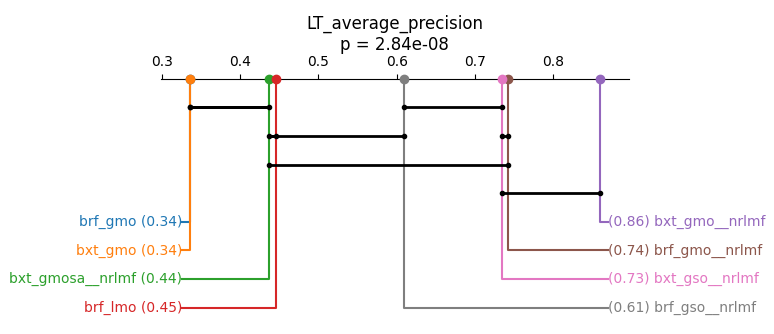 LT_average_precision
p = 2.84e-08
0.3 0.4 0.5 0.6 0.7 0.8
brf_gmo (0.34) (0.86) bxt_gmo__nrlmf
bxt_gmo (0.34) (0.74) brf_gmo__nrlmf
bxt_gmosa__nrlmf (0.44) (0.73) bxt_gso__nrlmf
brf_lmo (0.45) (0.61) brf_gso__nrlmf